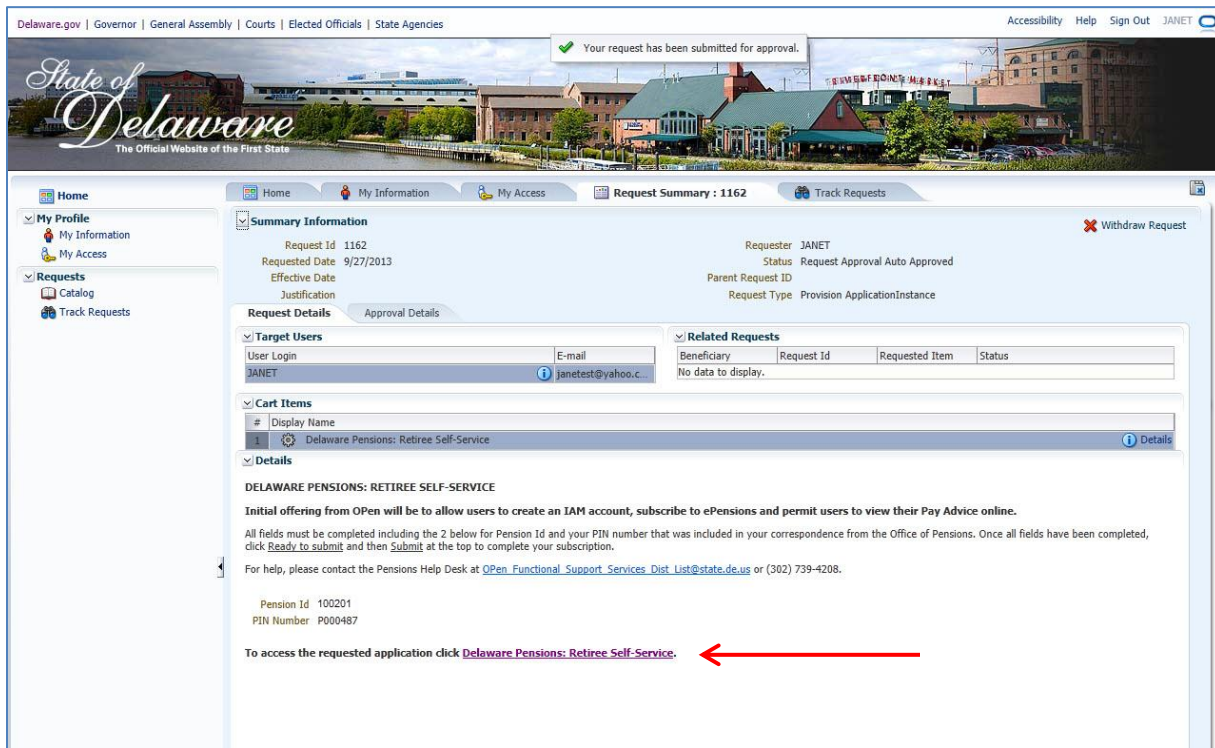 Delaware.gov | Governor | General Assembly | Courts | Elected Officials | State Agencies
Accessibility Help Sign Out JANET
Your request has been submitted for approval.
State of
Delaware
The Official Website of the First State
Home
My Profile
My Information
My Access
Requests
Catalog
Track Requests
Home My Information My Access Request Summary : 1162 Track Requests
Summary Information
Withdraw Request
Request Id 1162
Requester JANET
Requested Date 9/27/2013
Status Request Approval Auto Approved
Effective Date
Parent Request ID
Justification
Request Type Provision ApplicationInstance
Request Details Approval Details
Target Users
User Login E-mail
JANET janetest@yahoo.c...
Related Requests
Beneficiary Request Id Requested Item Status
No data to display.
Cart Items
# Display Name
1 Delaware Pensions: Retiree Self-Service Details
Details
DELAWARE PENSIONS: RETIREE SELF-SERVICE
Initial offering from OPen will be to allow users to create an IAM account, subscribe to ePensions and permit users to view their Pay Advice online.
All fields must be completed including the 2 below for Pension Id and your PIN number that was included in your correspondence from the Office of Pensions. Once all fields have been completed,
click Ready to submit and then Submit at the top to complete your subscription.
For help, please contact the Pensions Help Desk at OPen_Functional_Support_Services_Dist_List@state.de.us or (302) 739-4208.
Pension Id 100201
PIN Number P000487
To access the requested application click Delaware Pensions: Retiree Self-Service.